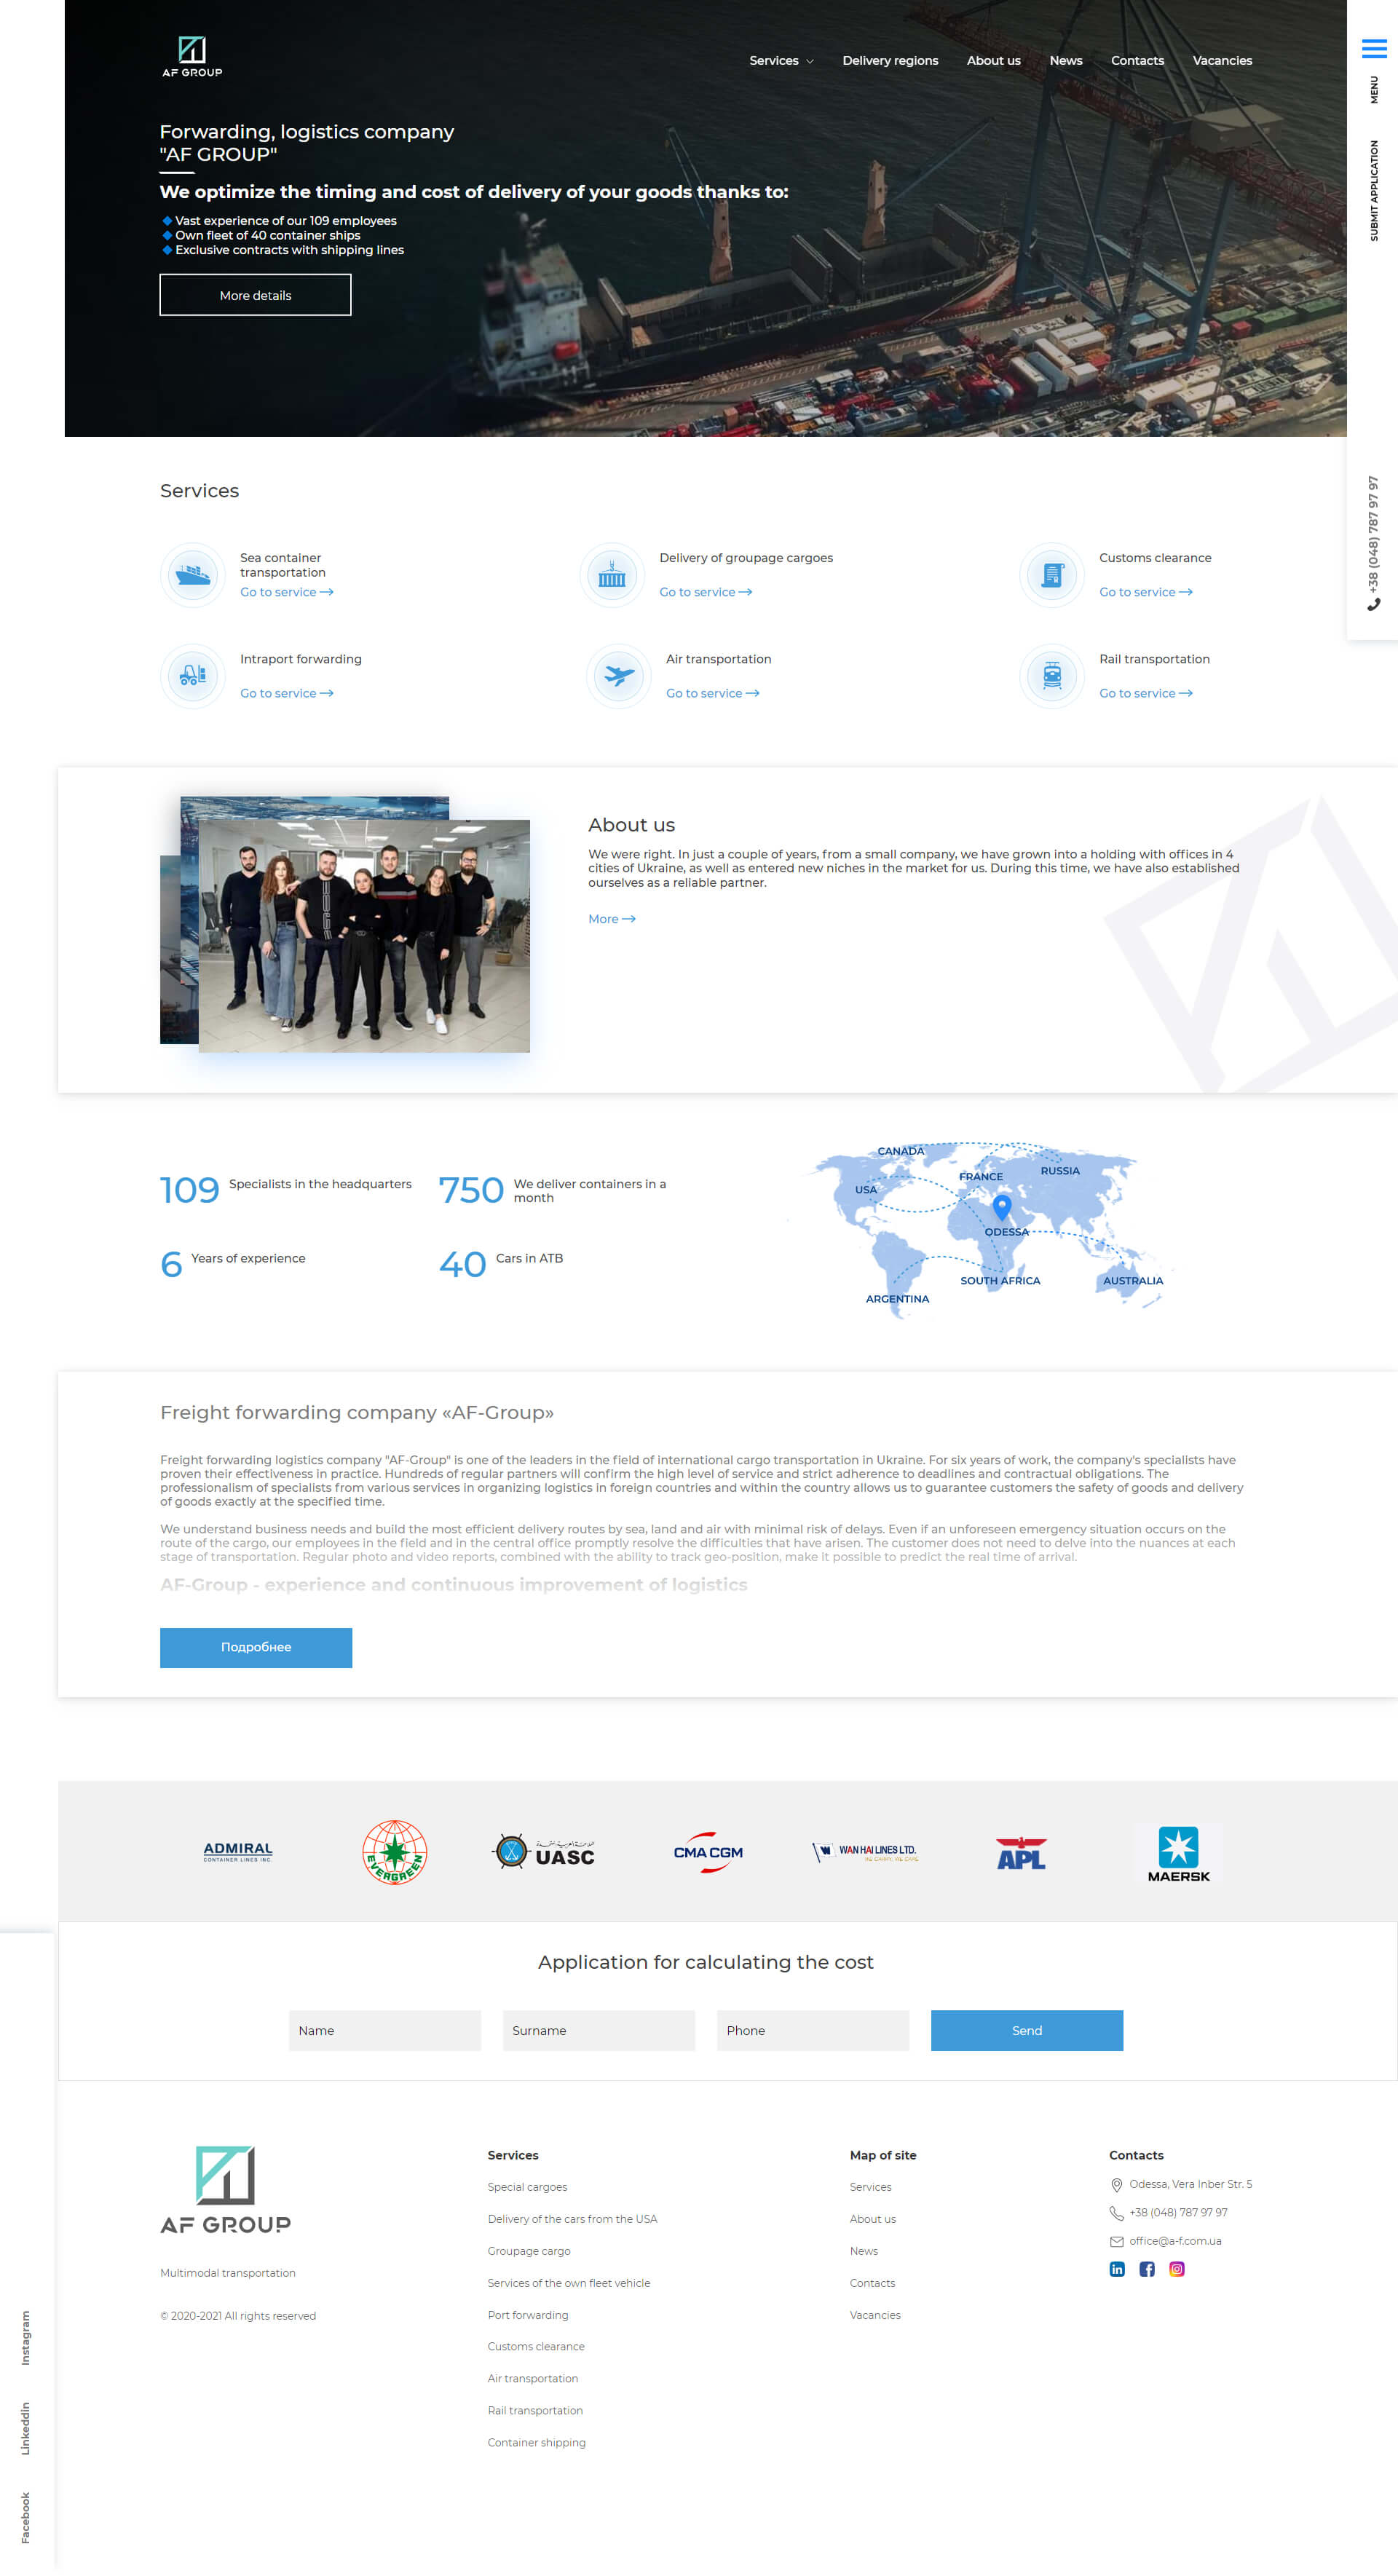 AF GROUP
Services
Delivery regions
About us
News
Contacts
Vacancies
MENU
SUBMIT APPLICATION
+38 (048) 787 97 97
Forwarding, logistics company
"AF GROUP"
We optimize the timing and cost of delivery of your goods thanks to:
Vast experience of our 109 employees
Own fleet of 40 container ships
Exclusive contracts with shipping lines
More details
Services
Sea container
transportation
Go to service
Delivery of groupage cargoes
Go to service
Customs clearance
Go to service
Intraport forwarding
Go to service
Air transportation
Go to service
Rail transportation
Go to service
About us
We were right. In just a couple of years, from a small company, we have grown into a holding with offices in 4
cities of Ukraine, as well as entered new niches in the market for us. During this time, we have also established
ourselves as a reliable partner.
More
109 Specialists in the headquarters
750 We deliver containers in a
month
6 Years of experience
40 Cars in ATB
CANADA
RUSSIA
FRANCE
USA
ODESSA
SOUTH AFRICA
AUSTRALIA
ARGENTINA
Freight forwarding company «AF-Group»
Freight forwarding logistics company "AF-Group" is one of the leaders in the field of international cargo transportation in Ukraine. For six years of work, the company's specialists have
proven their effectiveness in practice. Hundreds of regular partners will confirm the high level of service and strict adherence to deadlines and contractual obligations. The
professionalism of specialists from various services in organizing logistics in foreign countries and within the country allows us to guarantee customers the safety of goods and delivery
of goods exactly at the specified time.
We understand business needs and build the most efficient delivery routes by sea, land and air with minimal risk of delays. Even if an unforeseen emergency situation occurs on the
route of the cargo, our employees in the field and in the central office promptly resolve the difficulties that have arisen. The customer does not need to delve into the nuances at each
stage of transportation. Regular photo and video reports, combined with the ability to track geo-position, make it possible to predict the real time of arrival.
AF-Group - experience and continuous improvement of logistics
Подробнее
ADMIRAL
CONTAINER LINES INC.
EVERGREEN
UASC
CMA CGM
WAN HAI LINES LTD.
WE CARRY, WE CARE
APL
MAERSK
Application for calculating the cost
Name
Surname
Phone
Send
AF GROUP
Multimodal transportation
© 2020-2021 All rights reserved
Services
Special cargoes
Delivery of the cars from the USA
Groupage cargo
Services of the own fleet vehicle
Port forwarding
Customs clearance
Air transportation
Rail transportation
Container shipping
Map of site
Services
About us
News
Contacts
Vacancies
Contacts
Odessa, Vera Inber Str. 5
+38 (048) 787 97 97
office@a-f.com.ua
Instagram
Linkeddin
Facebook